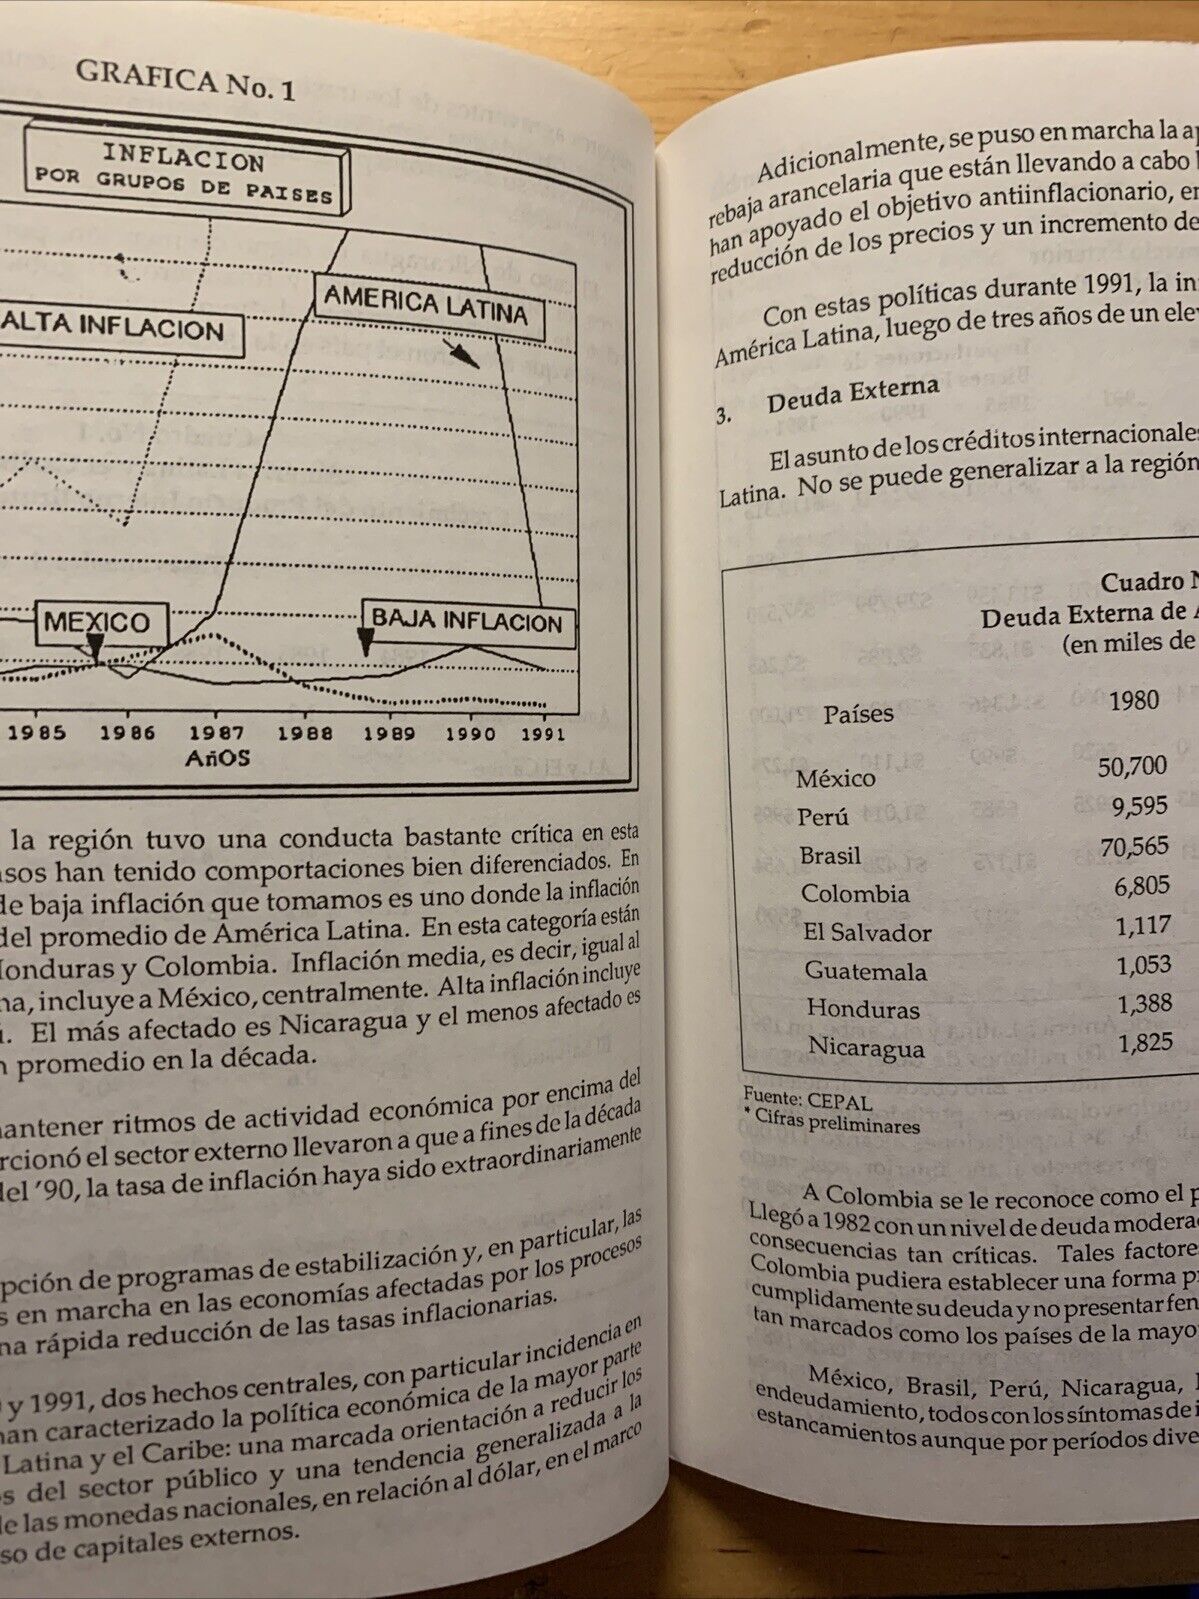 GRAFICA No. 1
INFLACION
POR GRUPOS DE PAISES
AMERICA LATINA
ALTA INFLACION
MEXICO
BAJA INFLACION
1985 1986 1987 1988 1989 1990 1991
AñOS
la región tuvo una conducta bastante crítica en esta
han tenido comportaciones bien diferenciados. En
de baja inflación que tomamos es uno donde la inflación
del promedio de América Latina. En esta categoría están
Honduras y Colombia. Inflación media, es decir, igual al
incluye a México, centralmente. Alta inflación incluye
El más afectado es Nicaragua y el menos afectado es
promedio en la década.
mantener ritmos de actividad económica por encima del
el sector externo llevaron a que a fines de la década
del '90, la tasa de inflación haya sido extraordinariamente
de programas de estabilización y, en particular, las
en marcha en las economías afectadas por los procesos
rápida reducción de las tasas inflacionarias.
y 1991, dos hechos centrales, con particular incidencia en
han caracterizado la política económica de la mayor parte
Latina y el Caribe: una marcada orientación a reducir los
del sector público y una tendencia generalizada a la
de las monedas nacionales, en relación al dólar, en el marco
de capitales externos.
Adicionalmente, se puso en marcha la
rebaja arancelaria que están llevando a cabo
han apoyado el objetivo antiinflacionario,
reducción de los precios y un incremento de
Con estas políticas durante 1991, la
América Latina, luego de tres años de un
3. Deuda Externa
El asunto de los créditos internacionales
Latina. No se puede generalizar a la región
Cuadro
Deuda Externa de
(en miles de
Países 1980
México 50,700
Perú 9,595
Brasil 70,565
Colombia 6,805
El Salvador 1,117
Guatemala 1,053
Honduras 1,388
Nicaragua 1,825
Fuente: CEPAL
* Cifras preliminares
A Colombia se le reconoce como el
Llegó a 1982 con un nivel de deuda
consecuencias tan críticas. Tales
Colombia pudiera establecer una forma
cumplidamente su deuda y no presentar
tan marcados como los países de la
México, Brasil, Perú, Nicaragua,
endeudamiento, todos con los síntomas de
estancamientos aunque por períodos